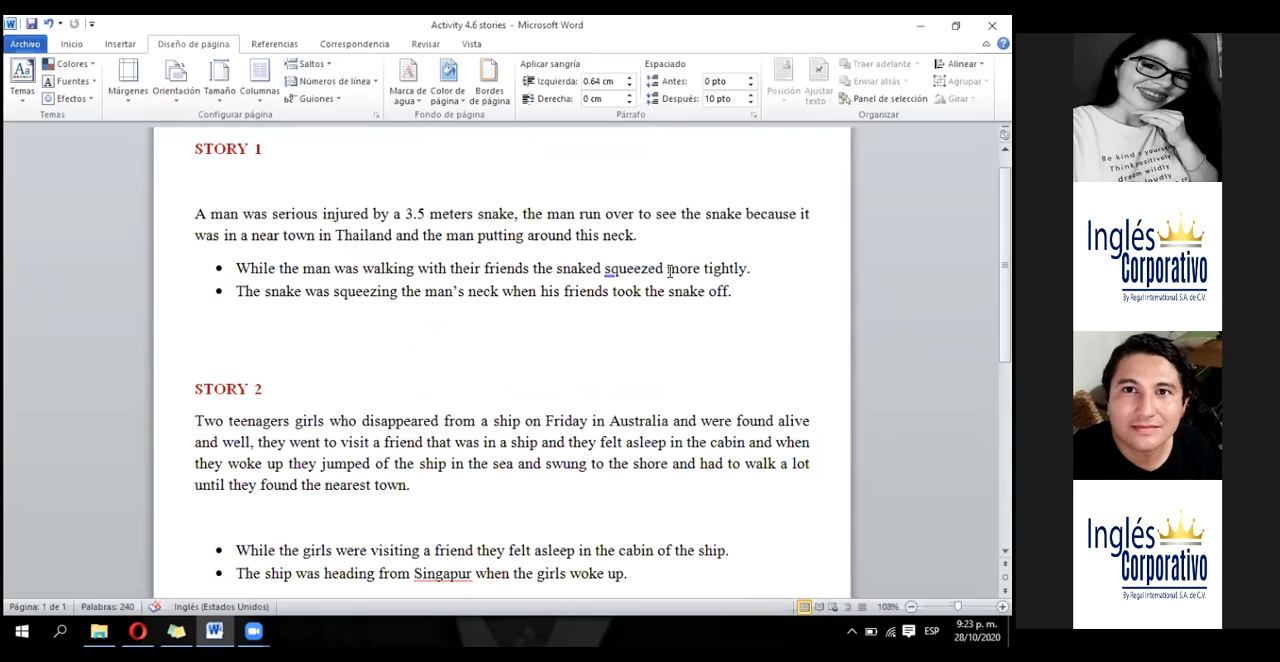 Activity 4.6 stories - Microsoft Word
Archivo Inicio Insertar Diseño de página Referencias Correspondencia Revisar Vista
Temas
Colores
Fuentes
Efectos
Temas
Márgenes Orientación Tamaño Columnas
Saltos
Números de línea
Guiones
Configurar página
Marca de agua
Color de página
Bordes de página
Fondo de página
Aplicar sangría
Izquierda: 0.64 cm
Derecha: 0 cm
Espaciado
Antes: 0 pto
Después: 10 pto
Párrafo
Posición
Ajustar texto
Traer adelante
Enviar atrás
Panel de selección
Alinear
Agrupar
Girar
Organizar
STORY 1
A man was serious injured by a 3.5 meters snake, the man run over to see the snake because it
was in a near town in Thailand and the man putting around this neck.
• While the man was walking with their friends the snaked squeezed more tightly.
• The snake was squeezing the man's neck when his friends took the snake off.
STORY 2
Two teenagers girls who disappeared from a ship on Friday in Australia and were found alive
and well, they went to visit a friend that was in a ship and they felt asleep in the cabin and when
they woke up they jumped of the ship in the sea and swung to the shore and had to walk a lot
until they found the nearest town.
• While the girls were visiting a friend they felt asleep in the cabin of the ship.
• The ship was heading from Singapur when the girls woke up.
Página: 1 de 1 Palabras: 240 Inglés (Estados Unidos) 108%
ESP
9:23 p. m.
28/10/2020
Be kind a yourself
Think positively
dream wildly
loudly
Inglés
Corporativo
By Regal International, S.A. de C.V.
Inglés
Corporativo
By Regal International, S.A. de C.V.